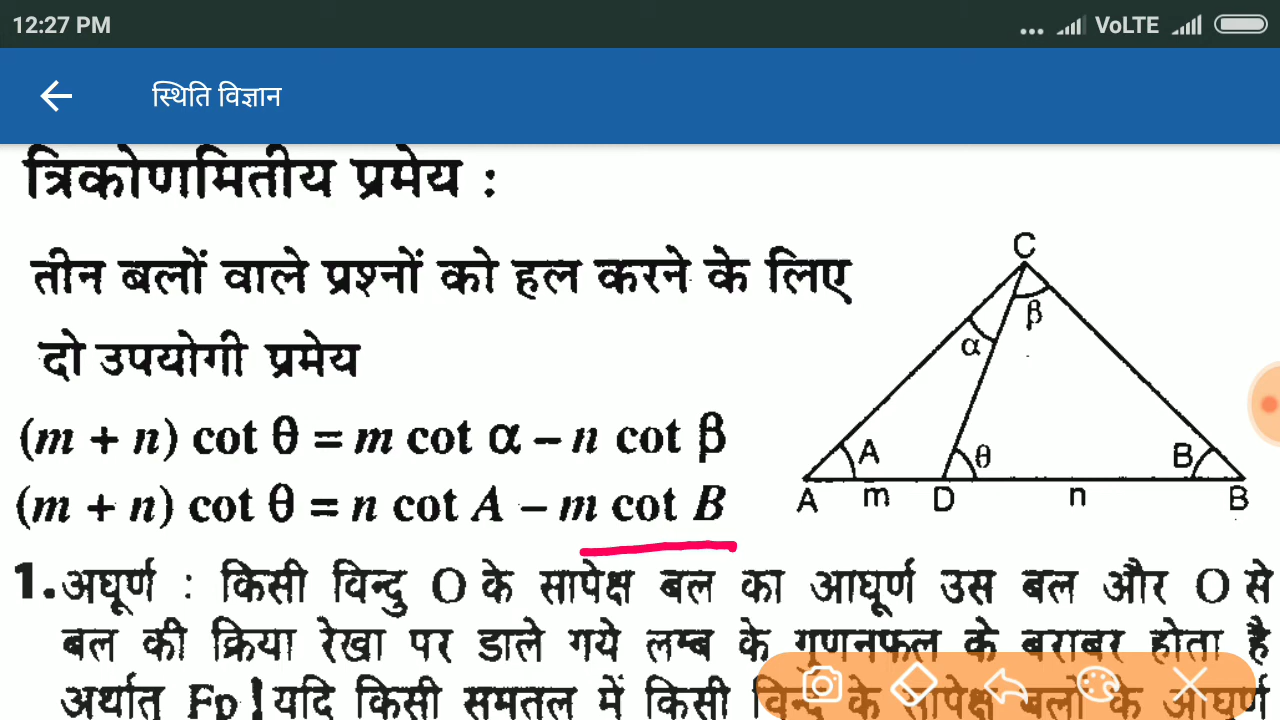 12:27 PM
... VoLTE
स्थिति विज्ञान
त्रिकोणमितीय प्रमेय :
तीन बलों वाले प्रश्नों को हल करने के लिए
दो उपयोगी प्रमेय
(m + n) cot θ = m cot α – n cot β
(m + n) cot θ = n cot A – m cot B
C
β
α
A θ B
A m D n B
1. अघूर्ण : किसी विन्दु O के सापेक्ष बल का आघूर्ण उस बल और O से
बल की क्रिया रेखा पर डाले गये लम्ब के गुणनफल के बराबर होता है
अर्थात् Fp ! यदि किसी समतल में किसी विन्दु के सापेक्ष बलों के आघूर्ण